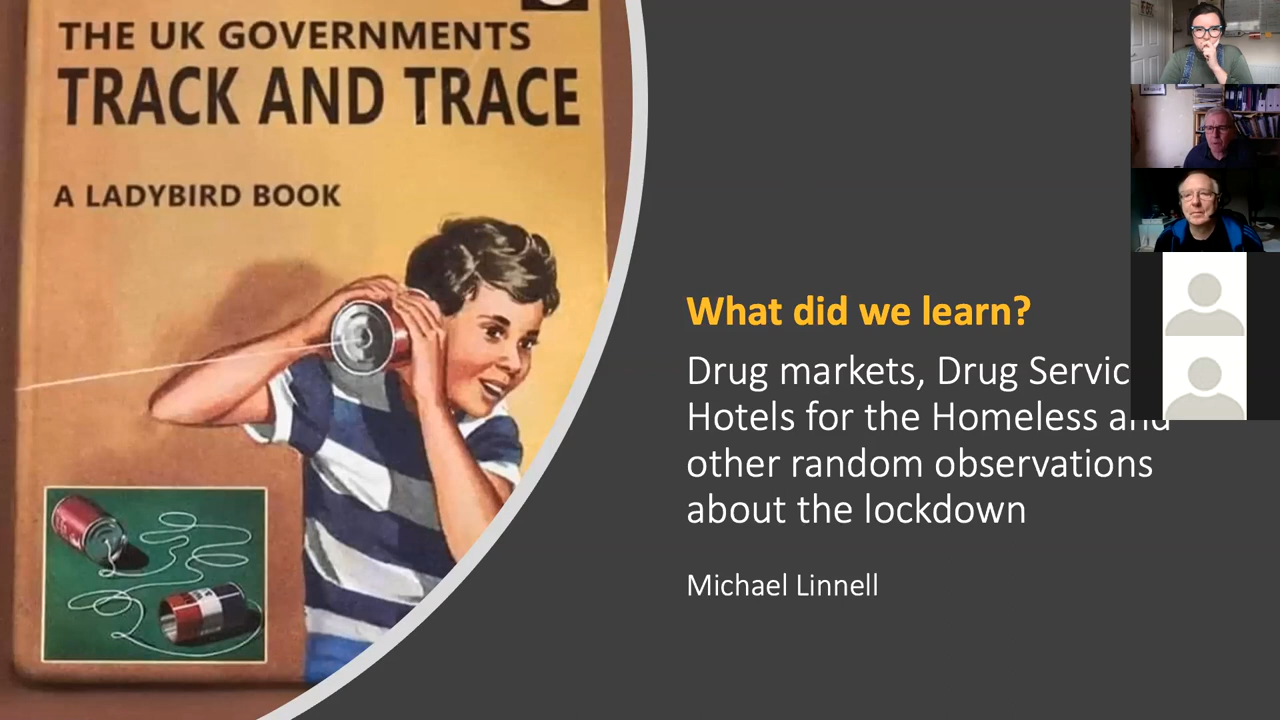 THE UK GOVERNMENTS
TRACK AND TRACE
A LADYBIRD BOOK
What did we learn?
Drug markets, Drug Servic
Hotels for the Homeless and
other random observations
about the lockdown
Michael Linnell